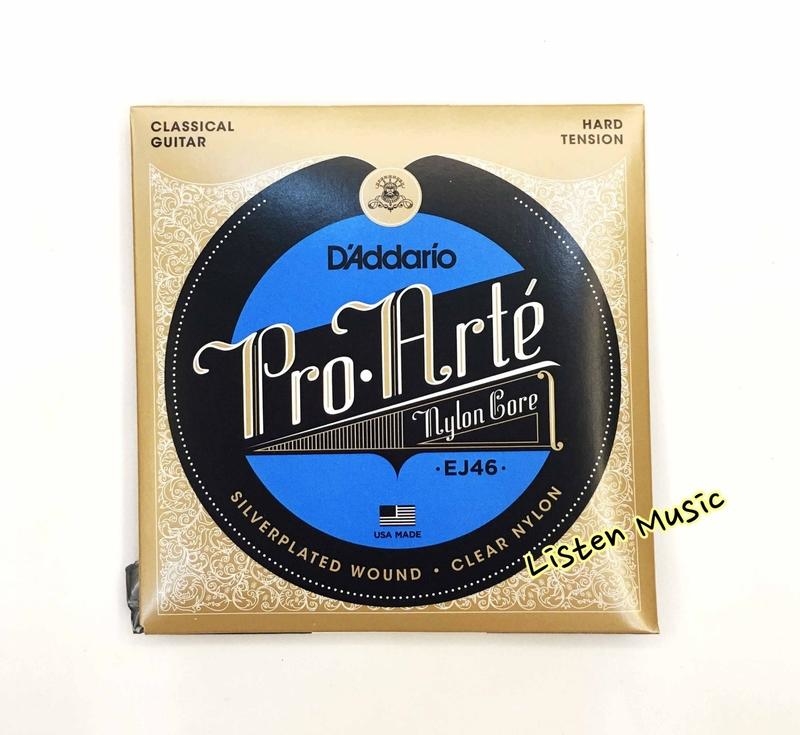 CLASSICAL
GUITAR
HARD
TENSION
D'Addario
Pro·Arté
Nylon Core
·EJ46·
USA MADE
SILVERPLATED WOUND • CLEAR NYLON
Listen Music